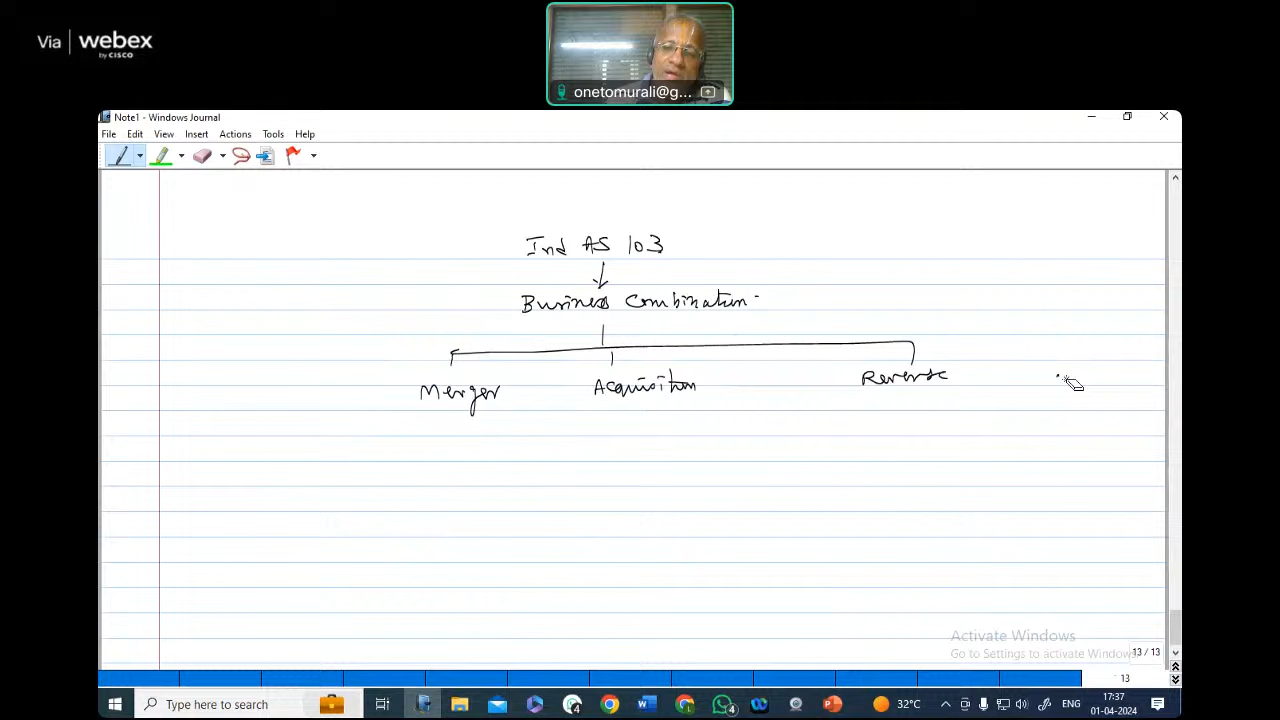 Via webex
by CISCO
onetomurali@g...
Note1 - Windows Journal
File Edit View Insert Actions Tools Help
Ind AS 103
Business Combination
Merger Acquisition Reverse
Activate Windows
Go to Settings to activate Windows.
13 / 13
13
Type here to search
4
4
32°C
ENG
17:37
01-04-2024